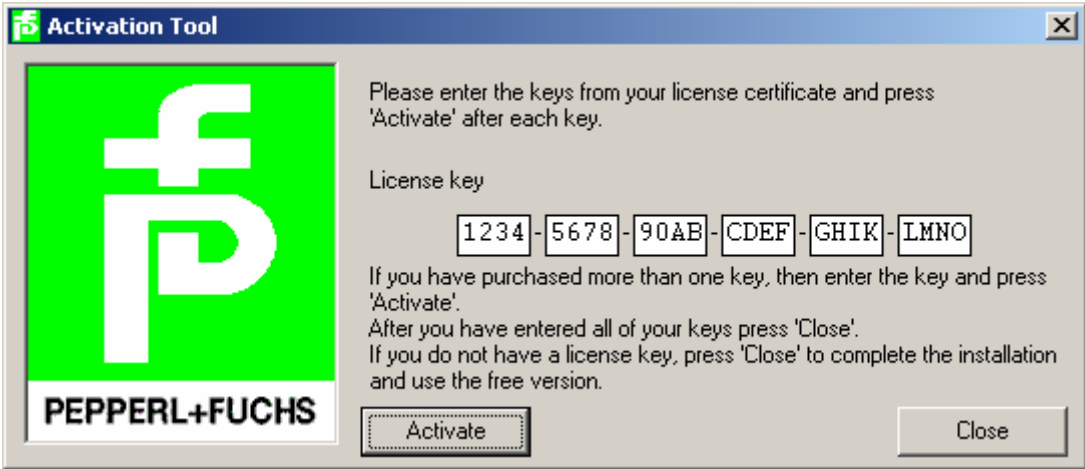 Activation Tool
Please enter the keys from your license certificate and press
'Activate' after each key.
License key
1234-5678-90AB-CDEF-GHIK-LMNO
If you have purchased more than one key, then enter the key and press
'Activate'.
After you have entered all of your keys press 'Close'.
If you do not have a license key, press 'Close' to complete the installation
and use the free version.
PEPPERL+FUCHS
Activate
Close